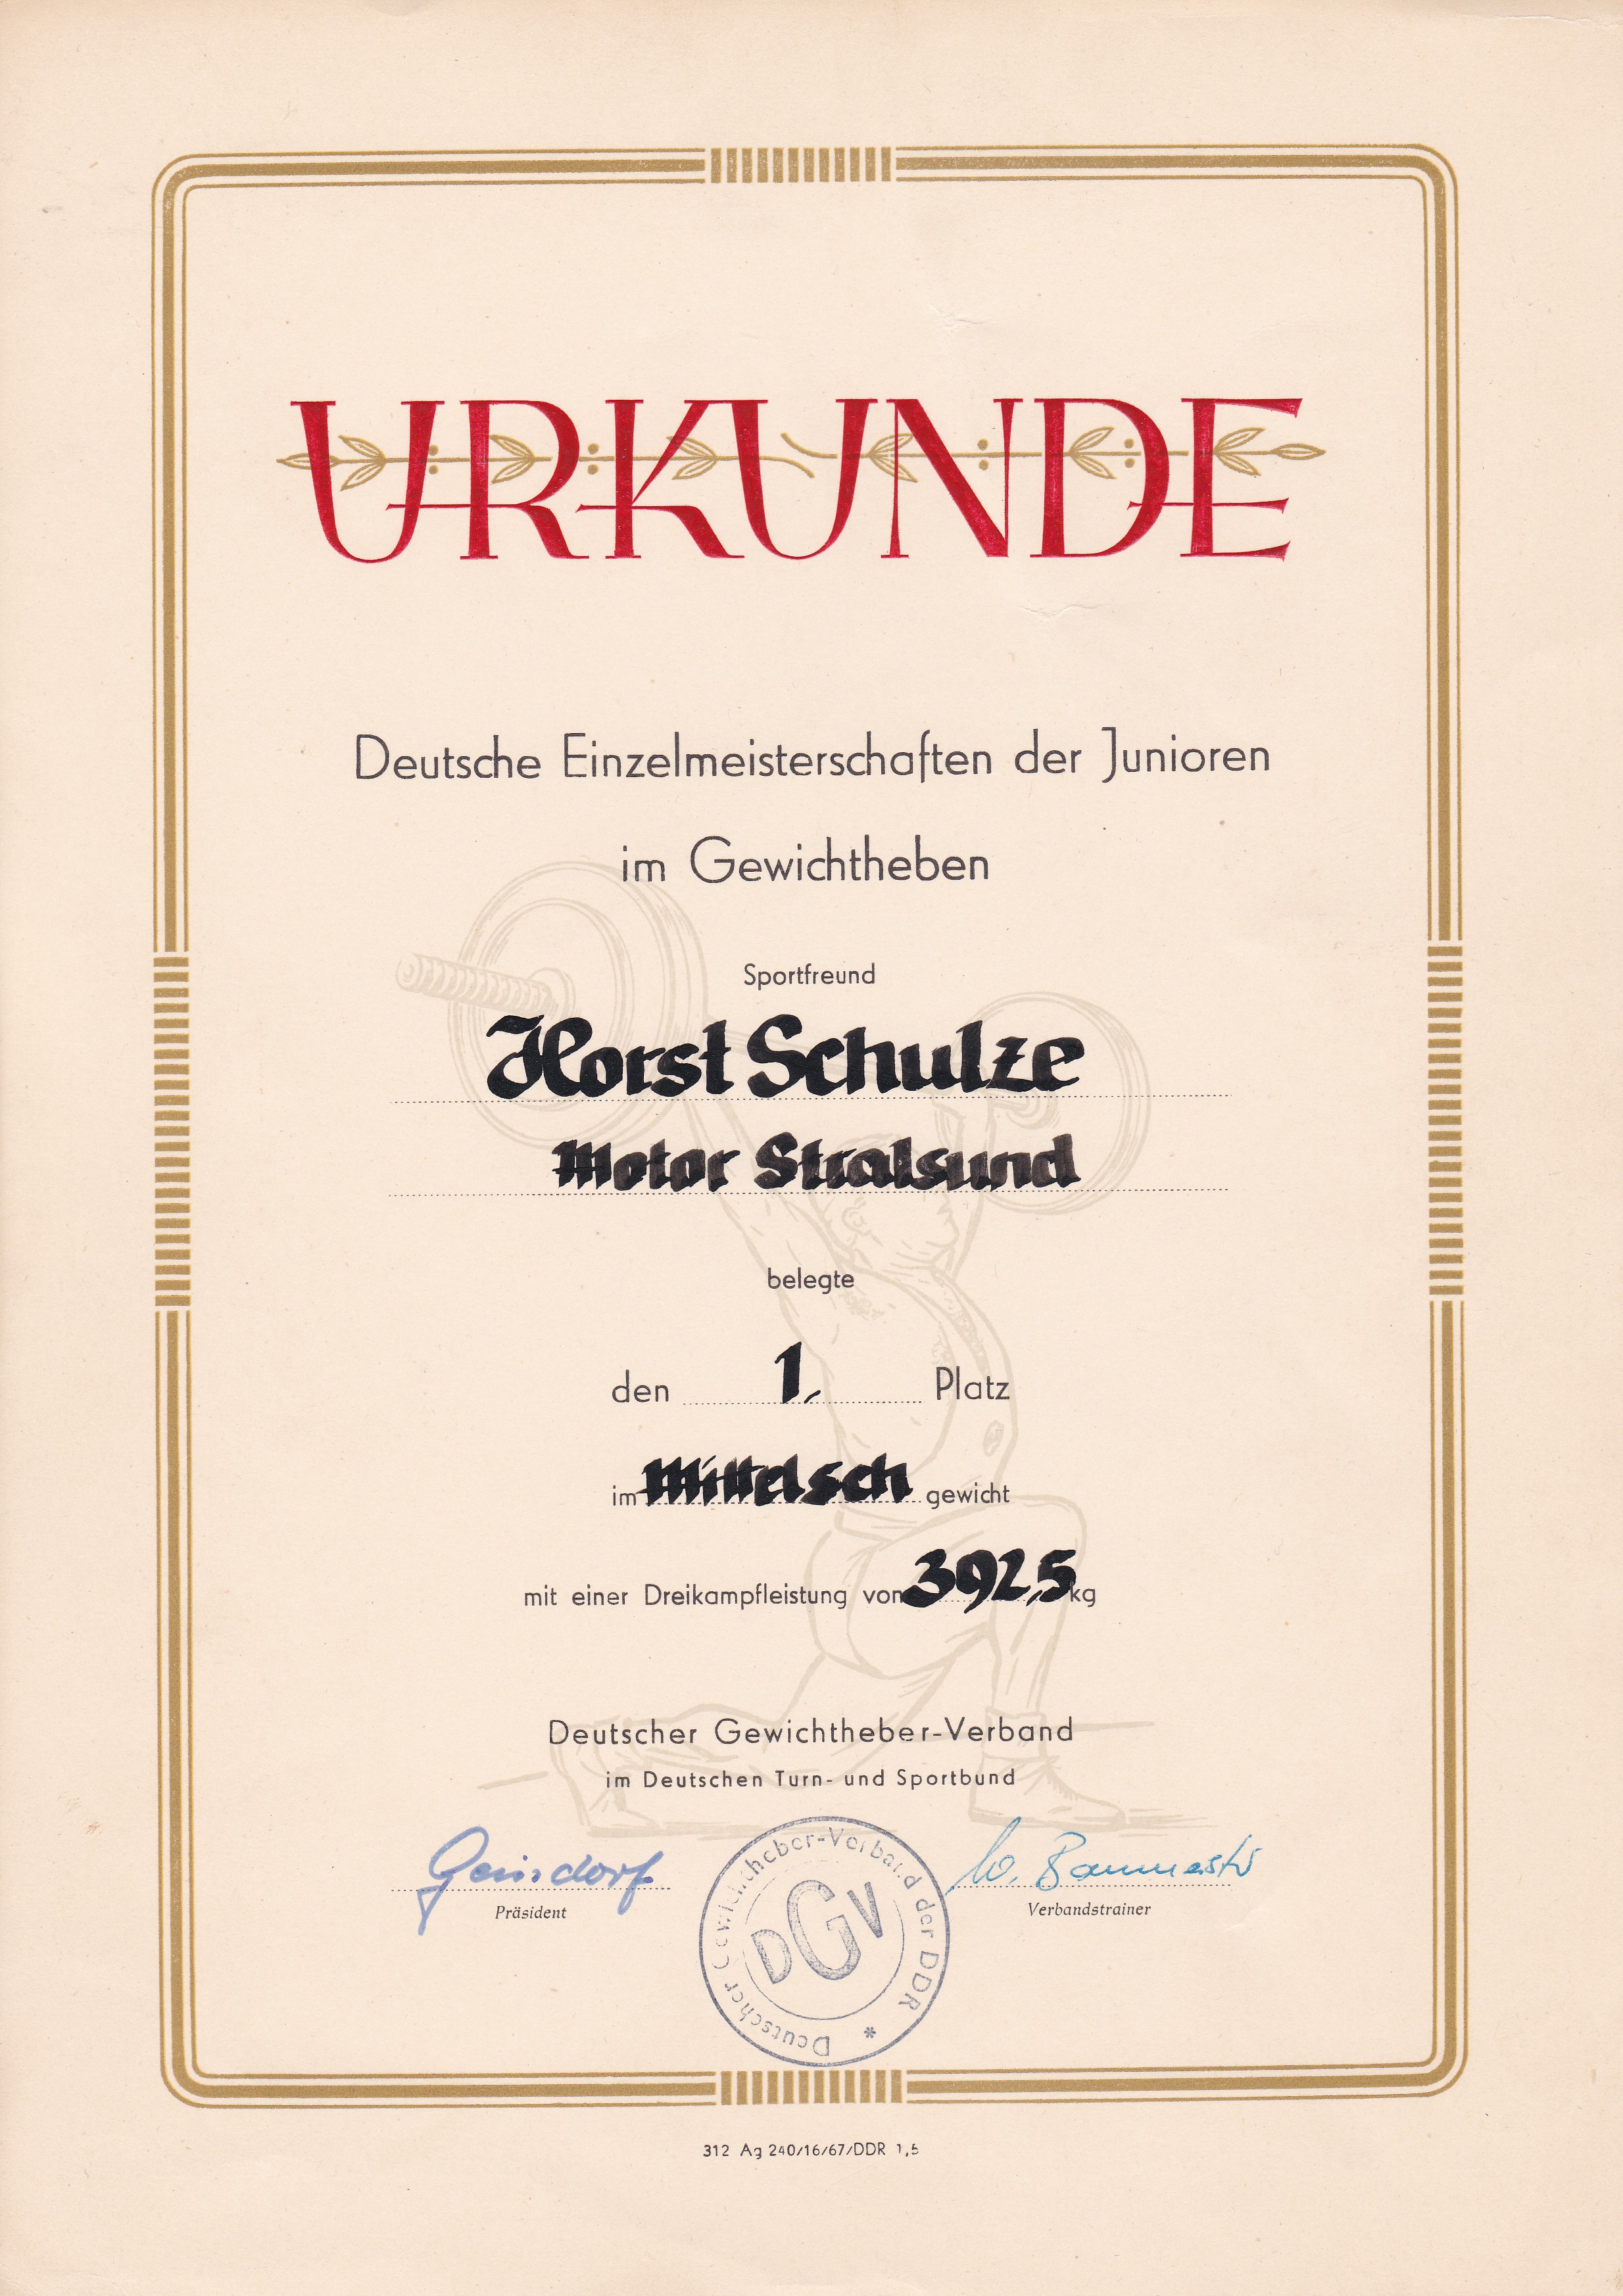 URKUNDE
Deutsche Einzelmeisterschaften der Junioren
im Gewichtheben
Sportfreund
Horst Schulze
Motor Stralsund
belegte
den 1. Platz
im Mittelsch gewicht
mit einer Dreikampfleistung von 392,5 kg
Deutscher Gewichtheber-Verband
im Deutschen Turn- und Sportbund
W. Baumeister
Präsident
Verbandstrainer
Deutscher Gewichtheber-Verband der DDR *
DGV
312 Ag 240/16/67/DDR 1,5